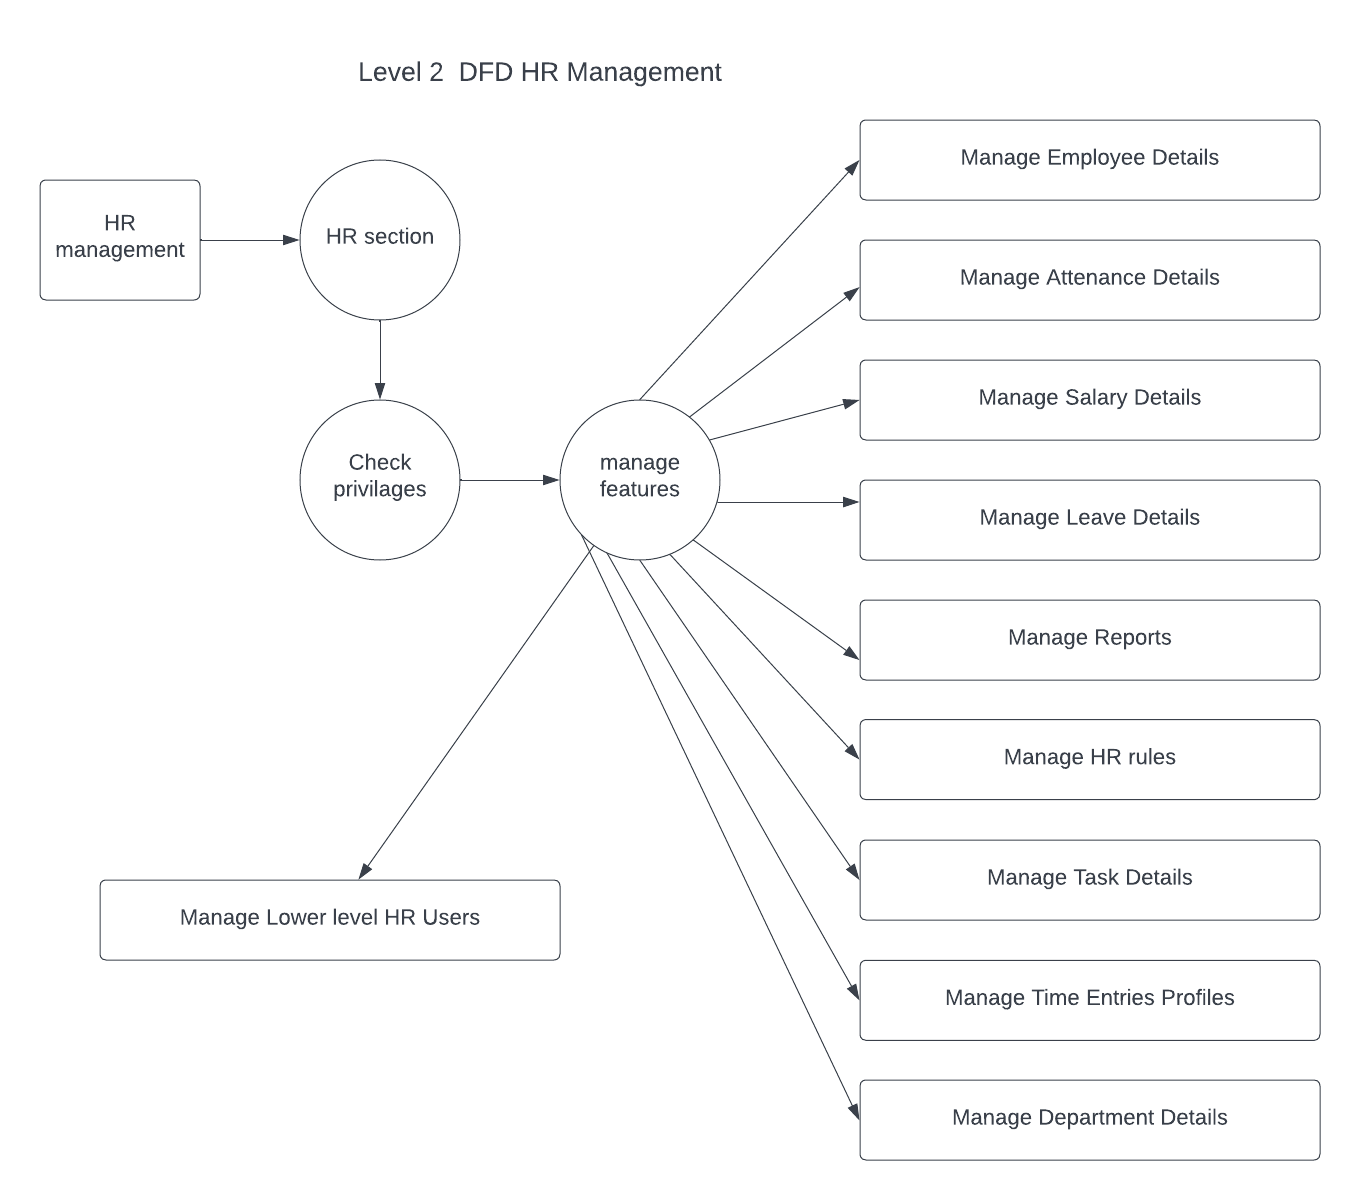 Level 2  DFD HR Management
HR
management
HR section
Check
privilages
manage
features
Manage Employee Details
Manage Attenance Details
Manage Salary Details
Manage Leave Details
Manage Reports
Manage HR rules
Manage Task Details
Manage Time Entries Profiles
Manage Department Details
Manage Lower level HR Users